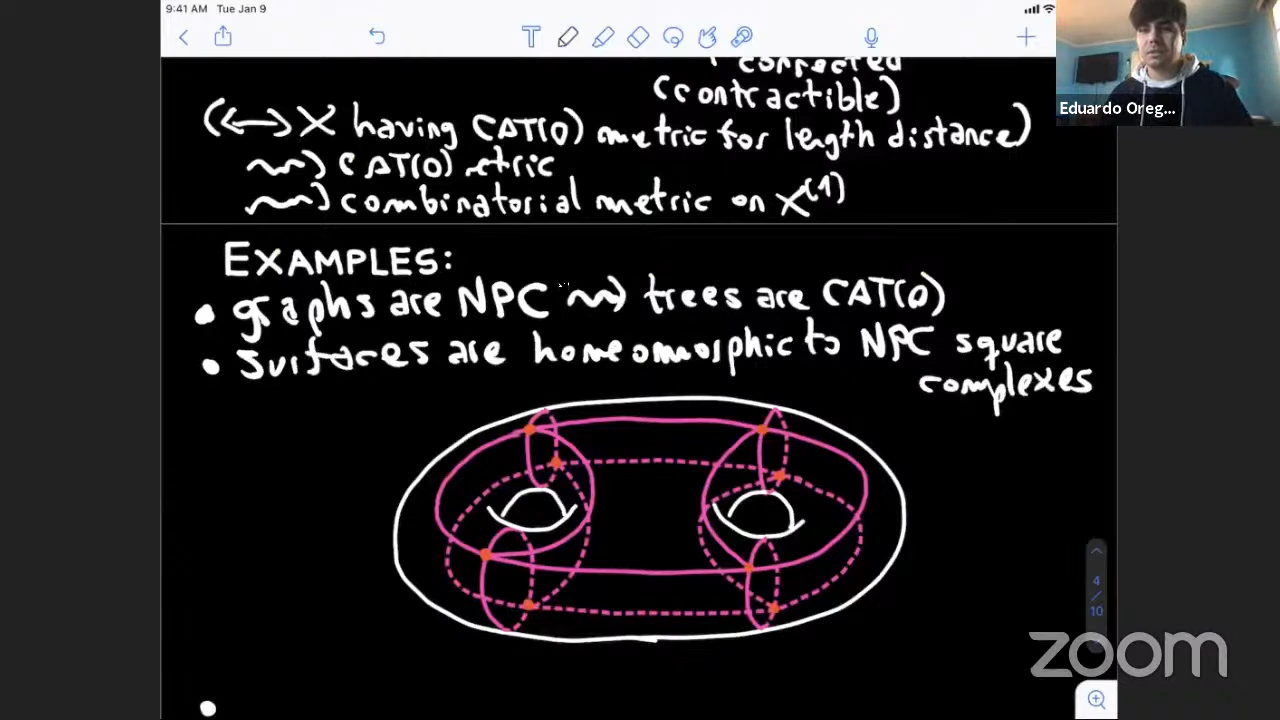 9:41 AM Tue Jan 9
Eduardo Oreg...
connected
(contractible)
(⟷ X having CAT(0) metric for length distance)
⇝ CAT(0) etric
⇝ combinatorial metric on X⁽¹⁾
EXAMPLES:
• graphs are NPC ⇝ trees are CAT(0)
• Surfaces are homeomorphic to NPC square
complexes
4
/
10
zoom
•